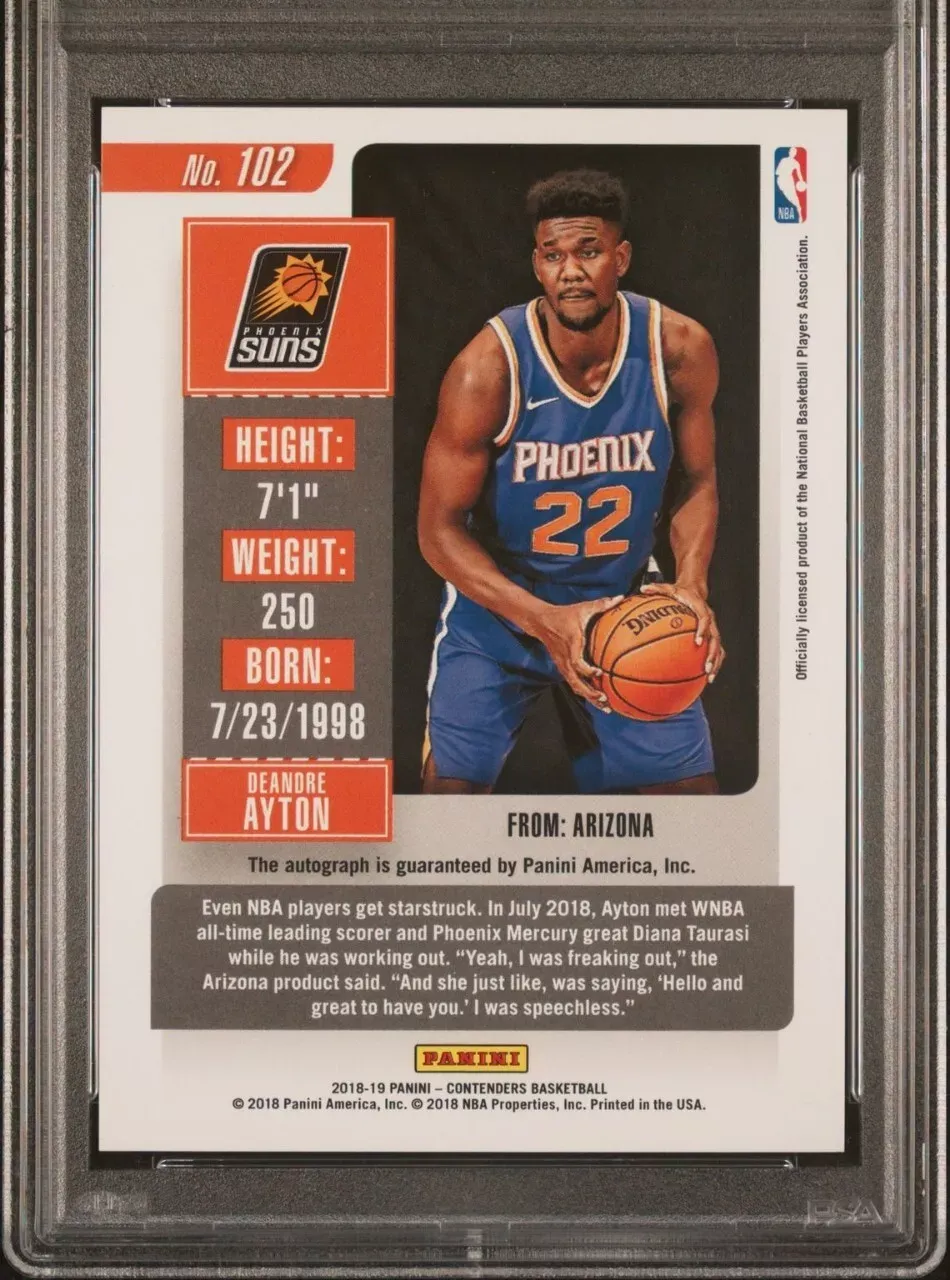 No. 102
NBA
PHOENIX
SUNS
HEIGHT:
7'1"
WEIGHT:
250
BORN:
7/23/1998
DEANDRE
AYTON
PHOENIX
22
SPALDING
Officially licensed product of the National Basketball Players Association.
FROM: ARIZONA
The autograph is guaranteed by Panini America, Inc.
Even NBA players get starstruck. In July 2018, Ayton met WNBA
all-time leading scorer and Phoenix Mercury great Diana Taurasi
while he was working out. “Yeah, I was freaking out,” the
Arizona product said. “And she just like, was saying, ‘Hello and
great to have you.’ I was speechless.”
PANINI
2018-19 PANINI – CONTENDERS BASKETBALL
© 2018 Panini America, Inc. © 2018 NBA Properties, Inc. Printed in the USA.
PSA